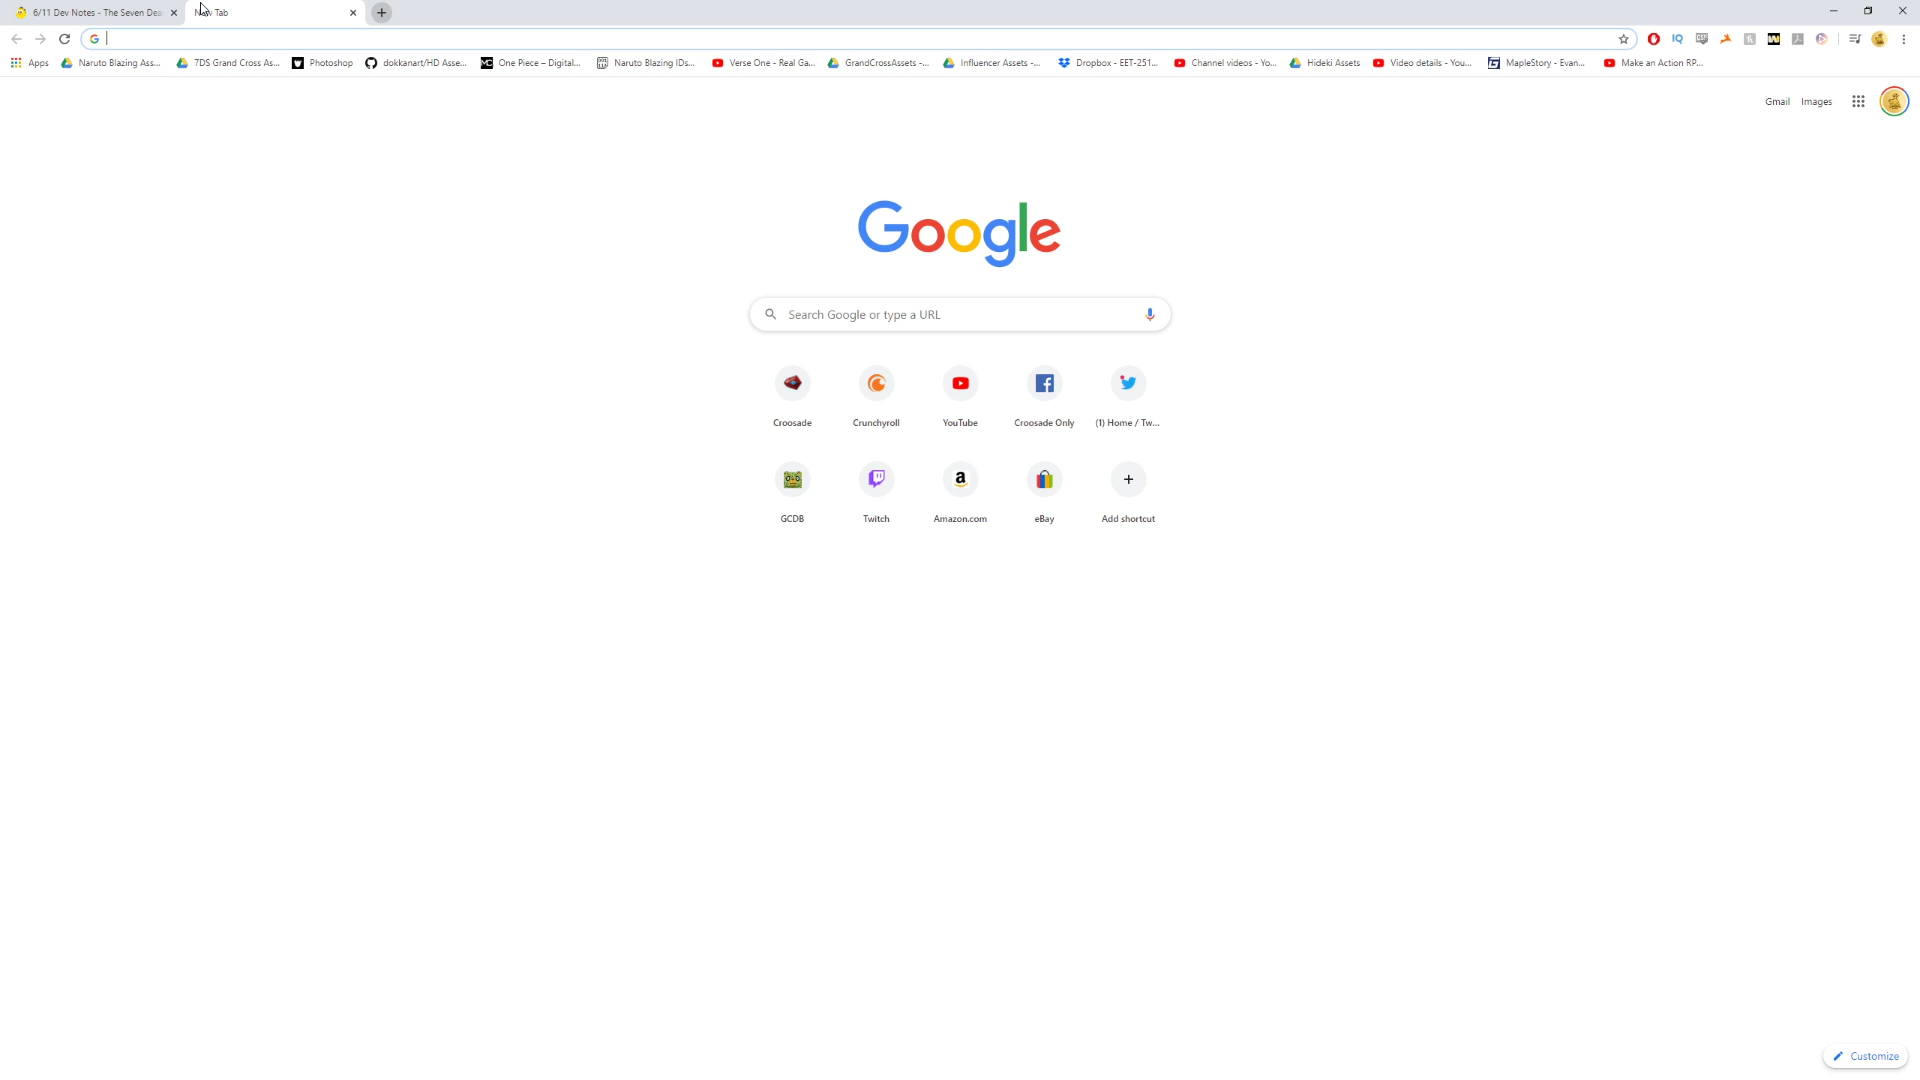 6/11 Dev Notes - The Seven Dea
New Tab
Apps
Naruto Blazing Ass...
7DS Grand Cross As...
Photoshop
dokkanart/HD Asse...
One Piece – Digital...
Naruto Blazing IDs...
Verse One - Real Ga...
GrandCrossAssets -...
Influencer Assets -...
Dropbox - EET-251...
Channel videos - Yo...
Hideki Assets
Video details - You...
MapleStory - Evan...
Make an Action RP...
Gmail
Images
Google
Search Google or type a URL
Croosade
Crunchyroll
YouTube
Croosade Only
(1) Home / Tw...
GCDB
Twitch
Amazon.com
eBay
Add shortcut
Customize